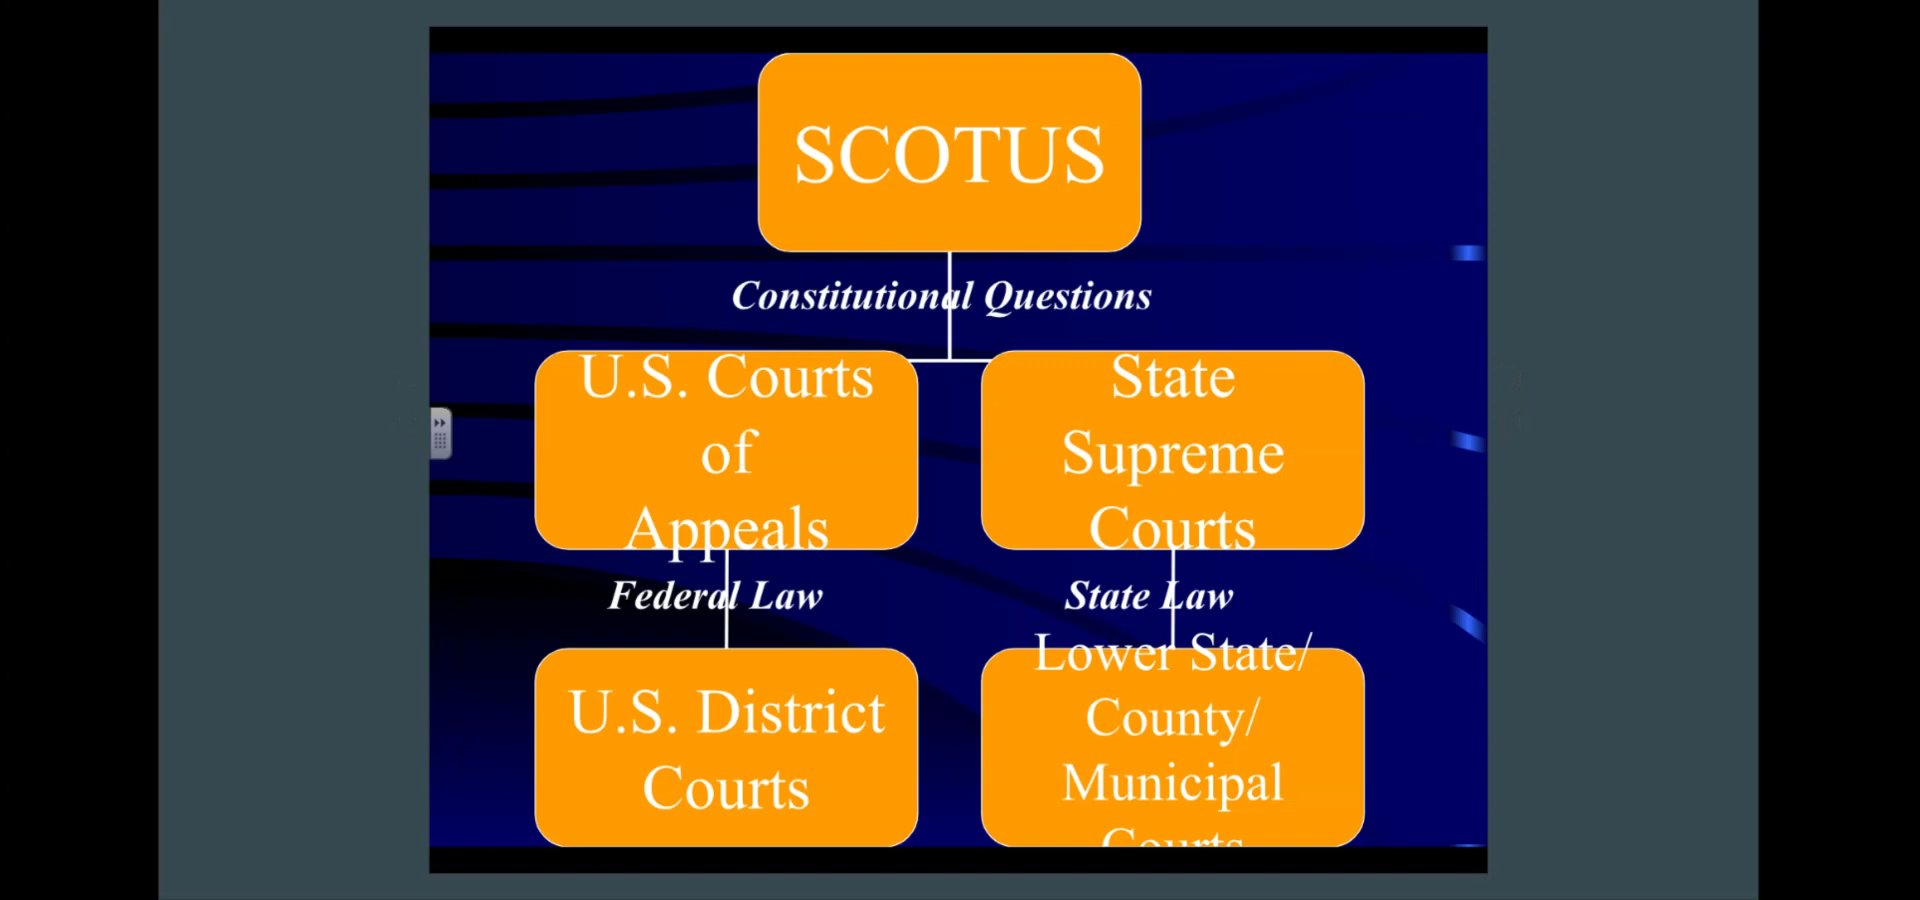 SCOTUS
Constitutional Questions
U.S. Courts
of
Appeals
State
Supreme
Courts
Federal Law
State Law
U.S. District
Courts
Lower State/
County/
Municipal
Courts